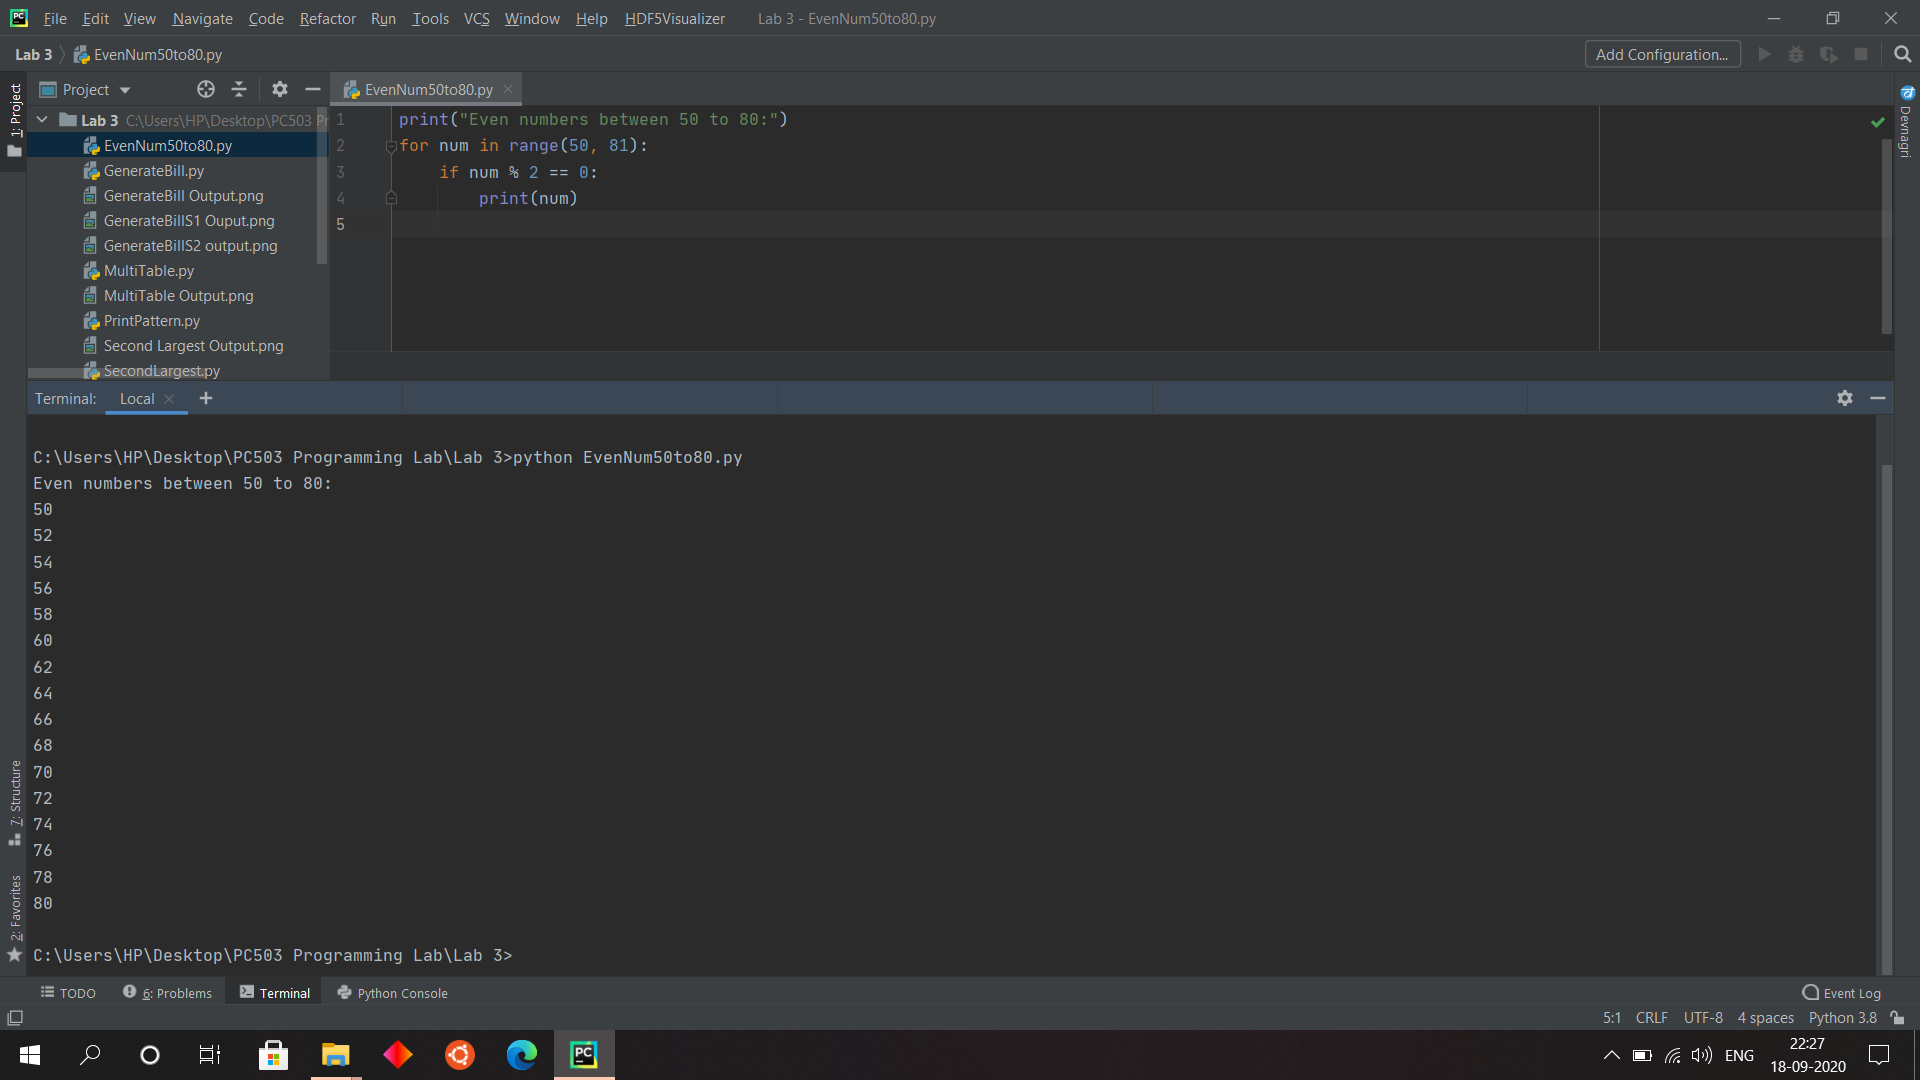 File Edit View Navigate Code Refactor Run Tools VCS Window Help HDF5Visualizer Lab 3 - EvenNum50to80.py
Lab 3 EvenNum50to80.py Add Configuration...
1: Project
Project
EvenNum50to80.py
Lab 3 C:\Users\HP\Desktop\PC503 Pr
EvenNum50to80.py
GenerateBill.py
GenerateBill Output.png
GenerateBillS1 Ouput.png
GenerateBillS2 output.png
MultiTable.py
MultiTable Output.png
PrintPattern.py
Second Largest Output.png
SecondLargest.py
1 print("Even numbers between 50 to 80:")
2 for num in range(50, 81):
3 if num % 2 == 0:
4 print(num)
5
Devnagri
Terminal: Local
C:\Users\HP\Desktop\PC503 Programming Lab\Lab 3>python EvenNum50to80.py
Even numbers between 50 to 80:
50
52
54
56
58
60
62
64
66
68
70
72
74
76
78
80
C:\Users\HP\Desktop\PC503 Programming Lab\Lab 3>
7: Structure
2: Favorites
TODO 6: Problems Terminal Python Console Event Log
5:1 CRLF UTF-8 4 spaces Python 3.8
ENG 22:27
18-09-2020